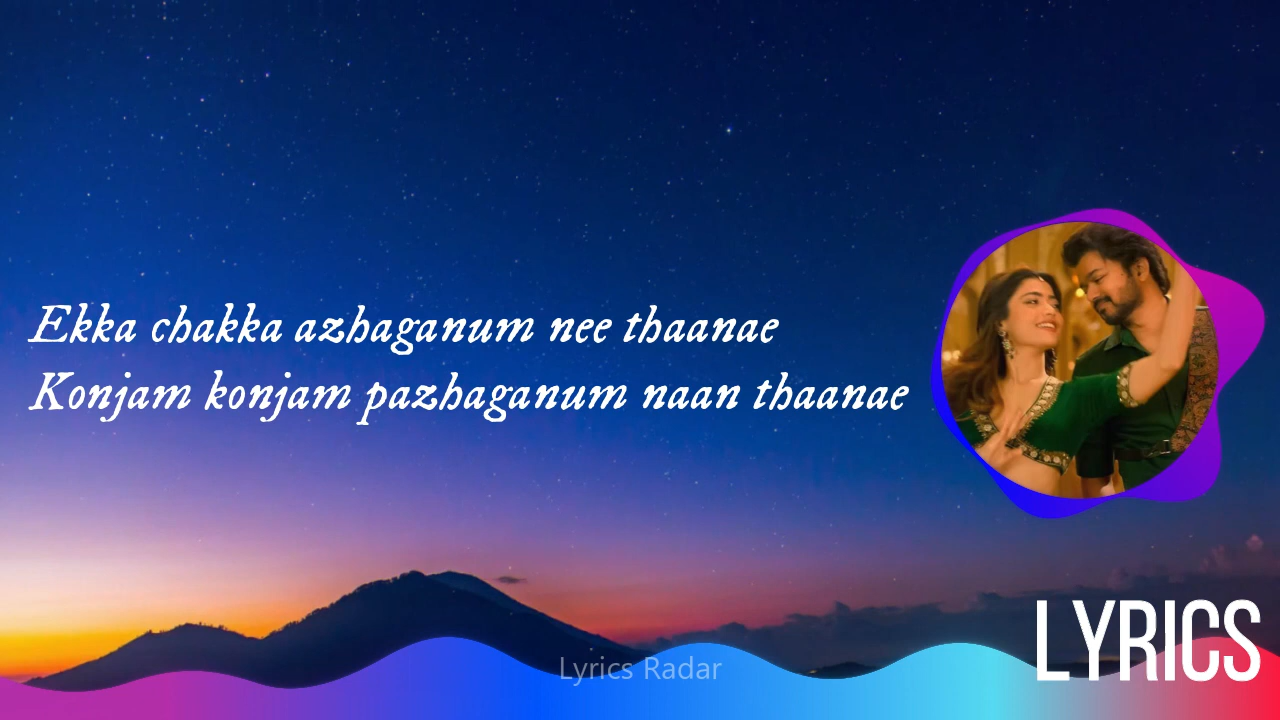 Ekka chakka azhaganum nee thaanae
Konjam konjam pazhaganum naan thaanae
Lyrics Radar
LYRICS